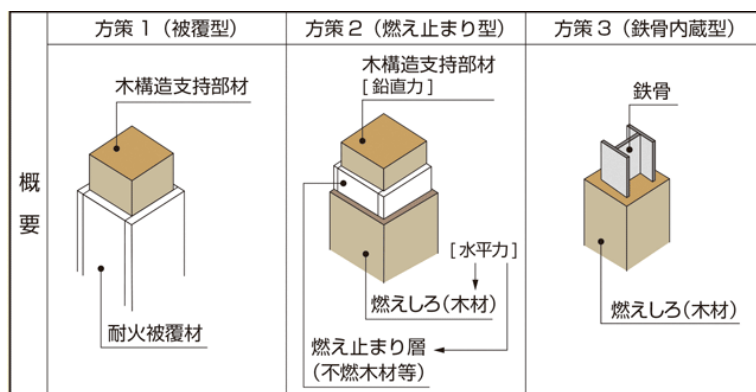 方策1（被覆型）
方策2（燃え止まり型）
方策3（鉄骨内蔵型）
概要
木構造支持部材
耐火被覆材
木構造支持部材
[鉛直力]
[水平力]
燃えしろ(木材)
燃え止まり層
（不燃木材等）
鉄骨
燃えしろ(木材)